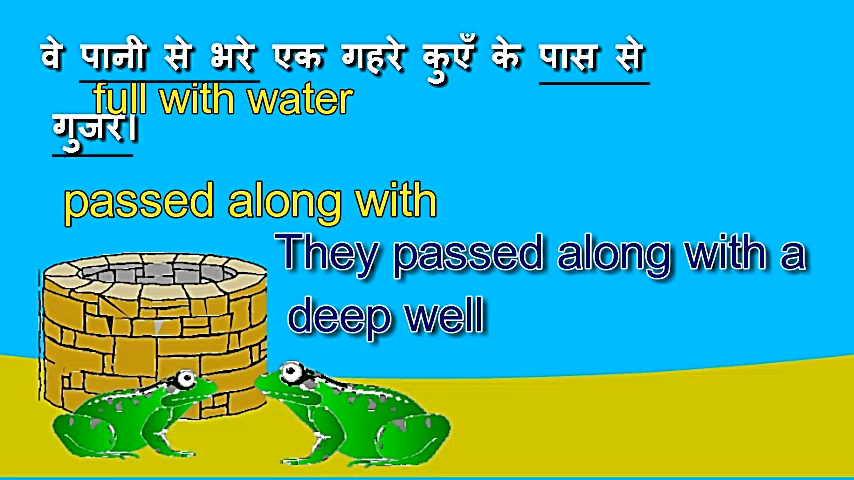 वे पानी से भरे एक गहरे कुएँ के पास से
full with water
गुजरे।
passed along with
They passed along with a
deep well